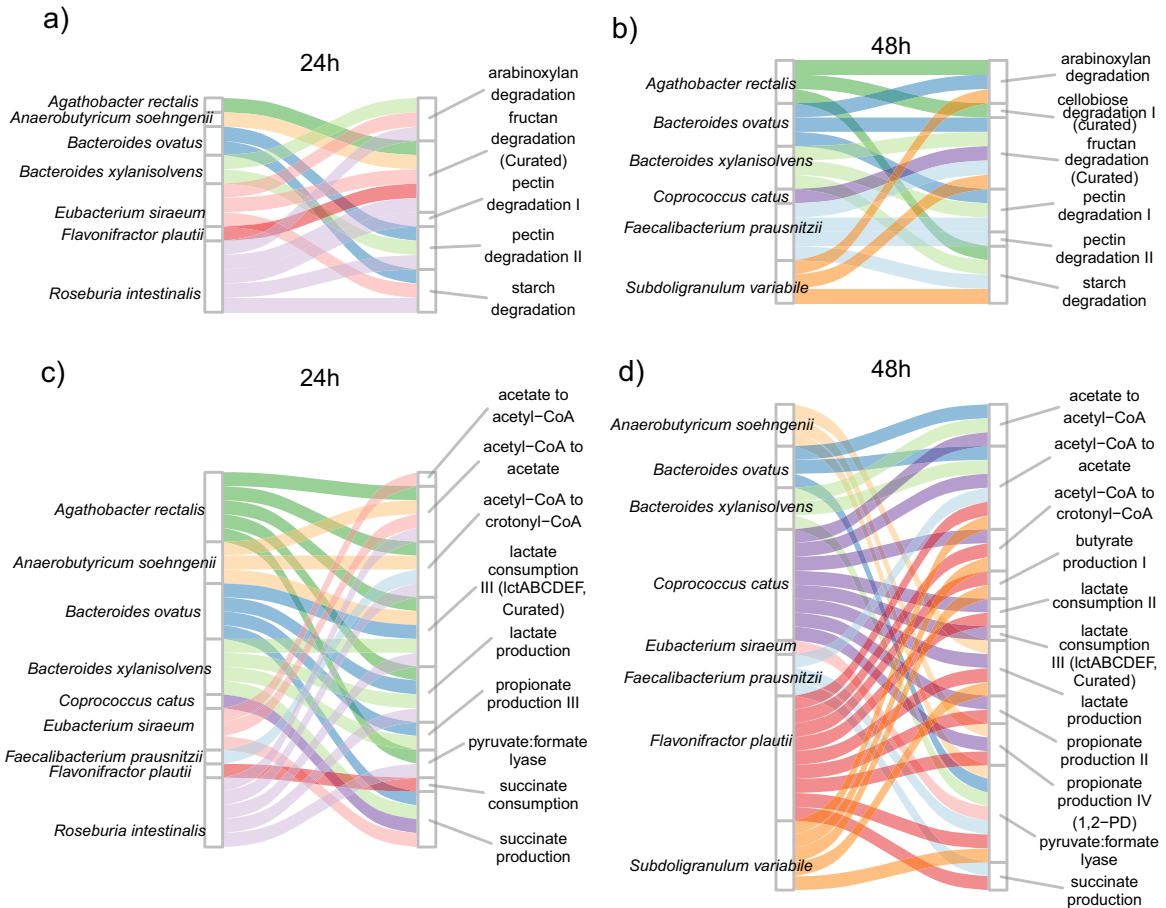 a)
24h
Agathobacter rectalis
Anaerobutyricum soehngenii
Bacteroides ovatus
Bacteroides xylanisolvens
Eubacterium siraeum
Flavonifractor plautii
Roseburia intestinalis
arabinoxylan
degradation
fructan
degradation
(Curated)
pectin
degradation I
pectin
degradation II
starch
degradation
b)
48h
Agathobacter rectalis
Bacteroides ovatus
Bacteroides xylanisolvens
Coprococcus catus
Faecalibacterium prausnitzii
Subdoligranulum variabile
arabinoxylan
degradation
cellobiose
degradation I
(curated)
fructan
degradation
(Curated)
pectin
degradation I
pectin
degradation II
starch
degradation
c)
24h
Agathobacter rectalis
Anaerobutyricum soehngenii
Bacteroides ovatus
Bacteroides xylanisolvens
Coprococcus catus
Eubacterium siraeum
Faecalibacterium prausnitzii
Flavonifractor plautii
Roseburia intestinalis
acetate to
acetyl−CoA
acetyl−CoA to
acetate
acetyl−CoA to
crotonyl−CoA
lactate
consumption
III (lctABCDEF,
Curated)
lactate
production
propionate
production III
pyruvate:formate
lyase
succinate
consumption
succinate
production
d)
48h
Anaerobutyricum soehngenii
Bacteroides ovatus
Bacteroides xylanisolvens
Coprococcus catus
Eubacterium siraeum
Faecalibacterium prausnitzii
Flavonifractor plautii
Subdoligranulum variabile
acetate to
acetyl−CoA
acetyl−CoA to
acetate
acetyl−CoA to
crotonyl−CoA
butyrate
production I
lactate
consumption II
lactate
consumption
III (lctABCDEF,
Curated)
lactate
production
propionate
production II
propionate
production IV
(1,2−PD)
pyruvate:formate
lyase
succinate
production